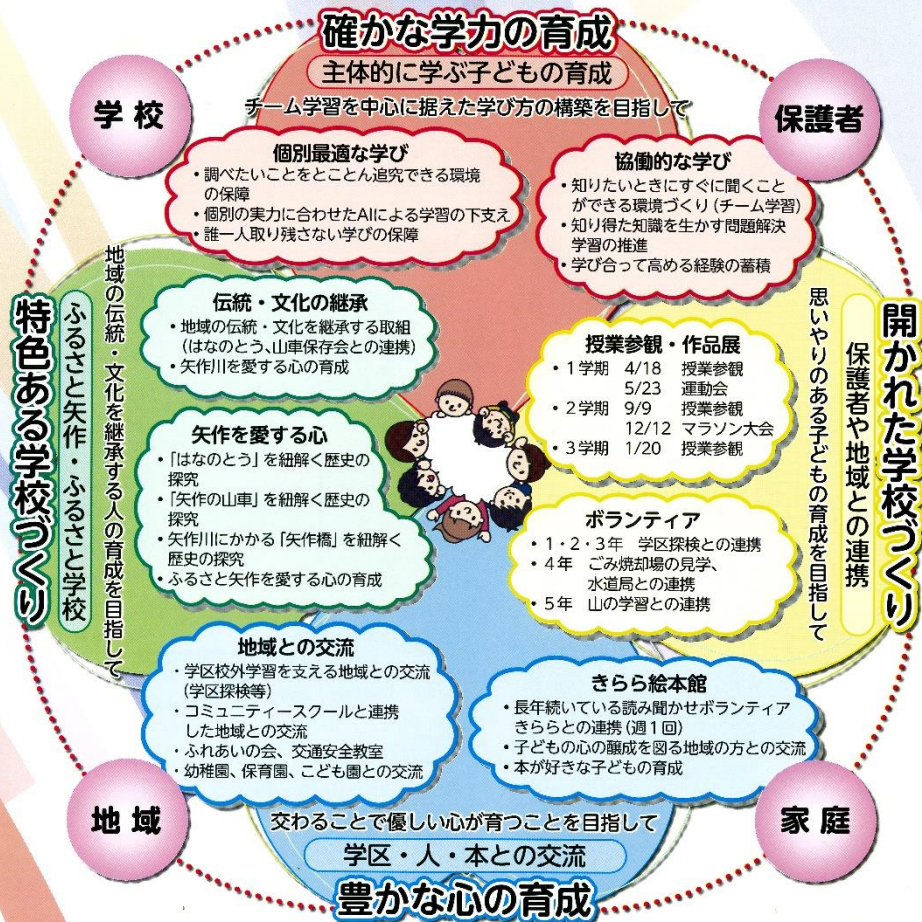 確かな学力の育成
主体的に学ぶ子どもの育成
チーム学習を中心に据えた学び方の構築を目指して
学校
保護者
個別最適な学び
・調べたいことをとことん追究できる環境
の保障
・個別の実力に合わせたAIによる学習の下支え
・誰一人取り残さない学びの保障
協働的な学び
・知りたいときにすぐに聞くこと
ができる環境づくり(チーム学習)
・知り得た知識を生かす問題解決
学習の推進
・学び合って高める経験の蓄積
特色ある学校づくり
ふるさと矢作・ふるさと学校
地域の伝統・文化を継承する人の育成を目指して
伝統・文化の継承
・地域の伝統・文化を継承する取組
(はなのとう、山車保存会との連携)
・矢作川を愛する心の育成
矢作を愛する心
・「はなのとう」を紐解く歴史の
探究
・「矢作の山車」を紐解く歴史の
探究
・矢作川にかかる「矢作橋」を紐解く
歴史の探究
・ふるさと矢作を愛する心の育成
開かれた学校づくり
保護者や地域との連携
思いやりのある子どもの育成を目指して
授業参観・作品展
・1学期 4/18 授業参観
5/23 運動会
・2学期 9/9 授業参観
12/12 マラソン大会
・3学期 1/20 授業参観
ボランティア
・1・2・3年 学区探検との連携
・4年 ごみ焼却場の見学、
水道局との連携
・5年 山の学習との連携
地域との交流
・学区校外学習を支える地域との交流
(学区探検等)
・コミュニティースクールと連携
した地域との交流
・ふれあいの会、交通安全教室
・幼稚園、保育園、こども園との交流
きらら絵本館
・長年続いている読み聞かせボランティア
きららとの連携(週1回)
・子どもの心の醸成を図る地域の方との交流
・本が好きな子どもの育成
地域
家庭
交わることで優しい心が育つことを目指して
学区・人・本との交流
豊かな心の育成